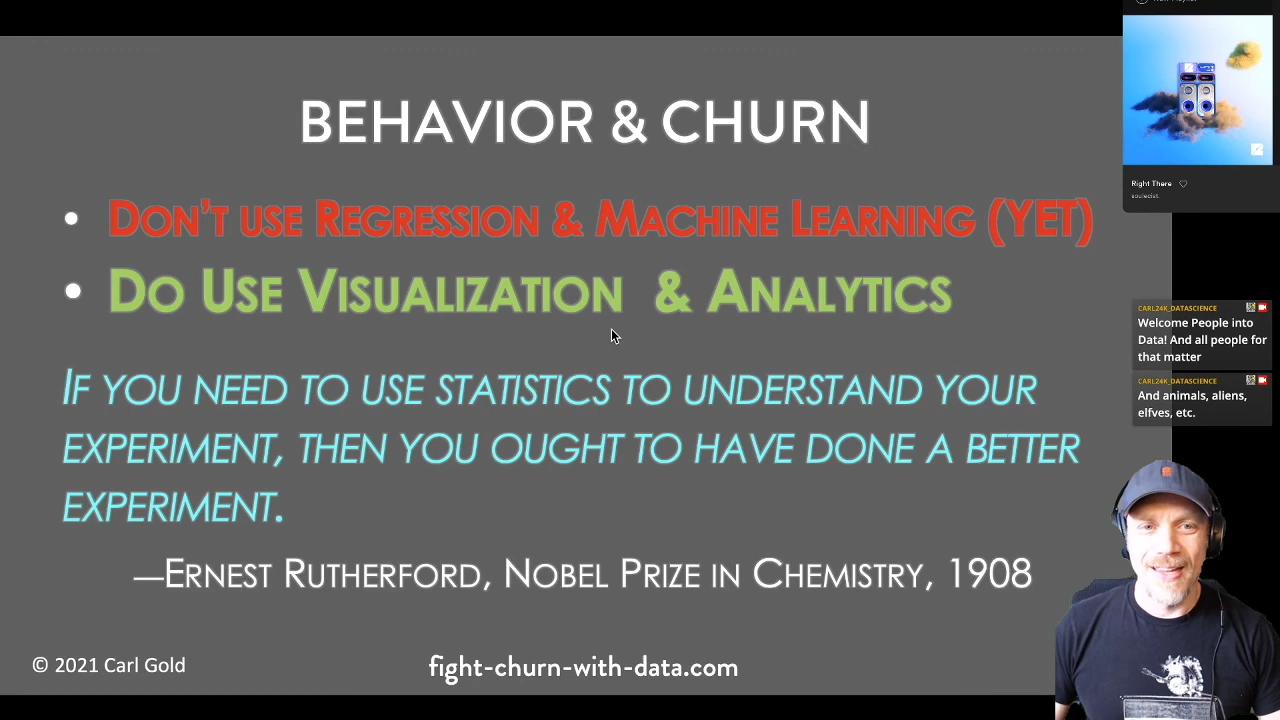 BEHAVIOR & CHURN
• DON'T USE REGRESSION & MACHINE LEARNING (YET)
• DO USE VISUALIZATION & ANALYTICS
IF YOU NEED TO USE STATISTICS TO UNDERSTAND YOUR
EXPERIMENT, THEN YOU OUGHT TO HAVE DONE A BETTER
EXPERIMENT.
—ERNEST RUTHERFORD, NOBEL PRIZE IN CHEMISTRY, 1908
© 2021 Carl Gold
fight-churn-with-data.com
Right There
soulecist.
CARL24K_DATASCIENCE
Welcome People into
Data! And all people for
that matter
CARL24K_DATASCIENCE
And animals, aliens,
elfves, etc.